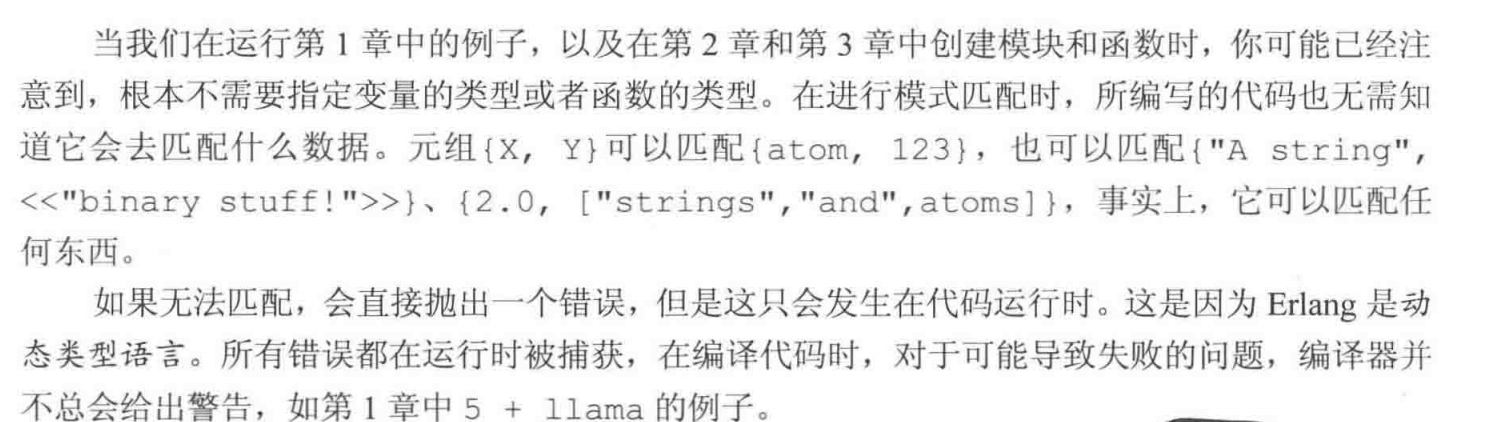 当我们在运行第 1 章中的例子，以及在第 2 章和第 3 章中创建模块和函数时，你可能已经注
意到，根本不需要指定变量的类型或者函数的类型。在进行模式匹配时，所编写的代码也无需知
道它会去匹配什么数据。元组{X, Y}可以匹配{atom, 123}，也可以匹配{"A string",
<<"binary stuff!">>}、{2.0, ["strings","and",atoms]}，事实上，它可以匹配任
何东西。
如果无法匹配，会直接抛出一个错误，但是这只会发生在代码运行时。这是因为 Erlang 是动
态类型语言。所有错误都在运行时被捕获，在编译代码时，对于可能导致失败的问题，编译器并
不总会给出警告，如第 1 章中 5 + llama 的例子。